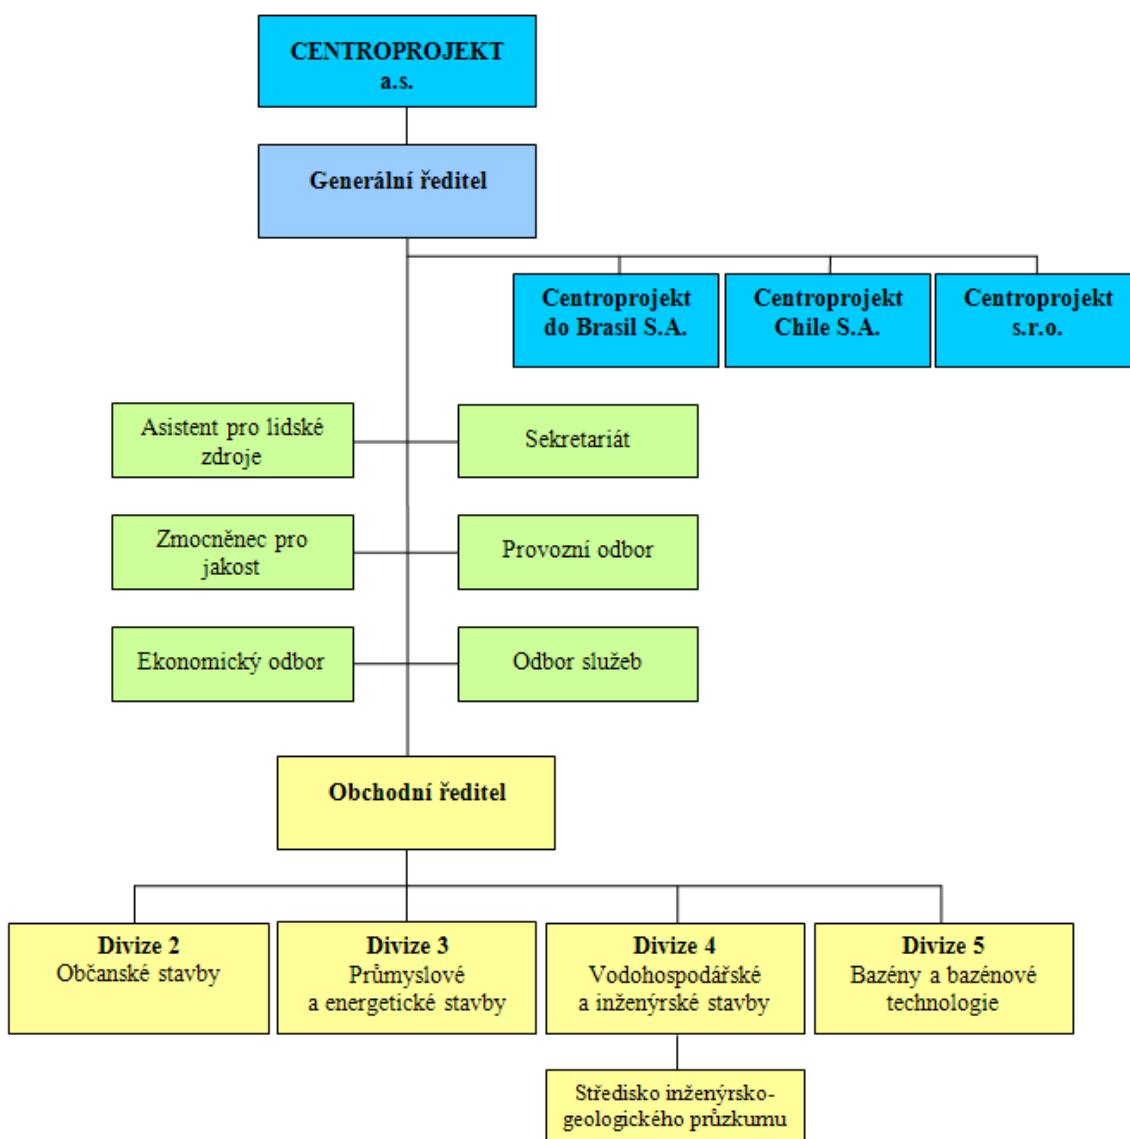 CENTROPROJEKT
a.s.
Generální ředitel
Centroprojekt
do Brasil S.A.
Centroprojekt
Chile S.A.
Centroprojekt
s.r.o.
Asistent pro lidské
zdroje
Sekretariát
Zmocněnec pro
jakost
Provozní odbor
Ekonomický odbor
Odbor služeb
Obchodní ředitel
Divize 2
Občanské stavby
Divize 3
Průmyslové
a energetické stavby
Divize 4
Vodohospodářské
a inženýrské stavby
Divize 5
Bazény a bazénové
technologie
Středisko inženýrsko-
geologického průzkumu